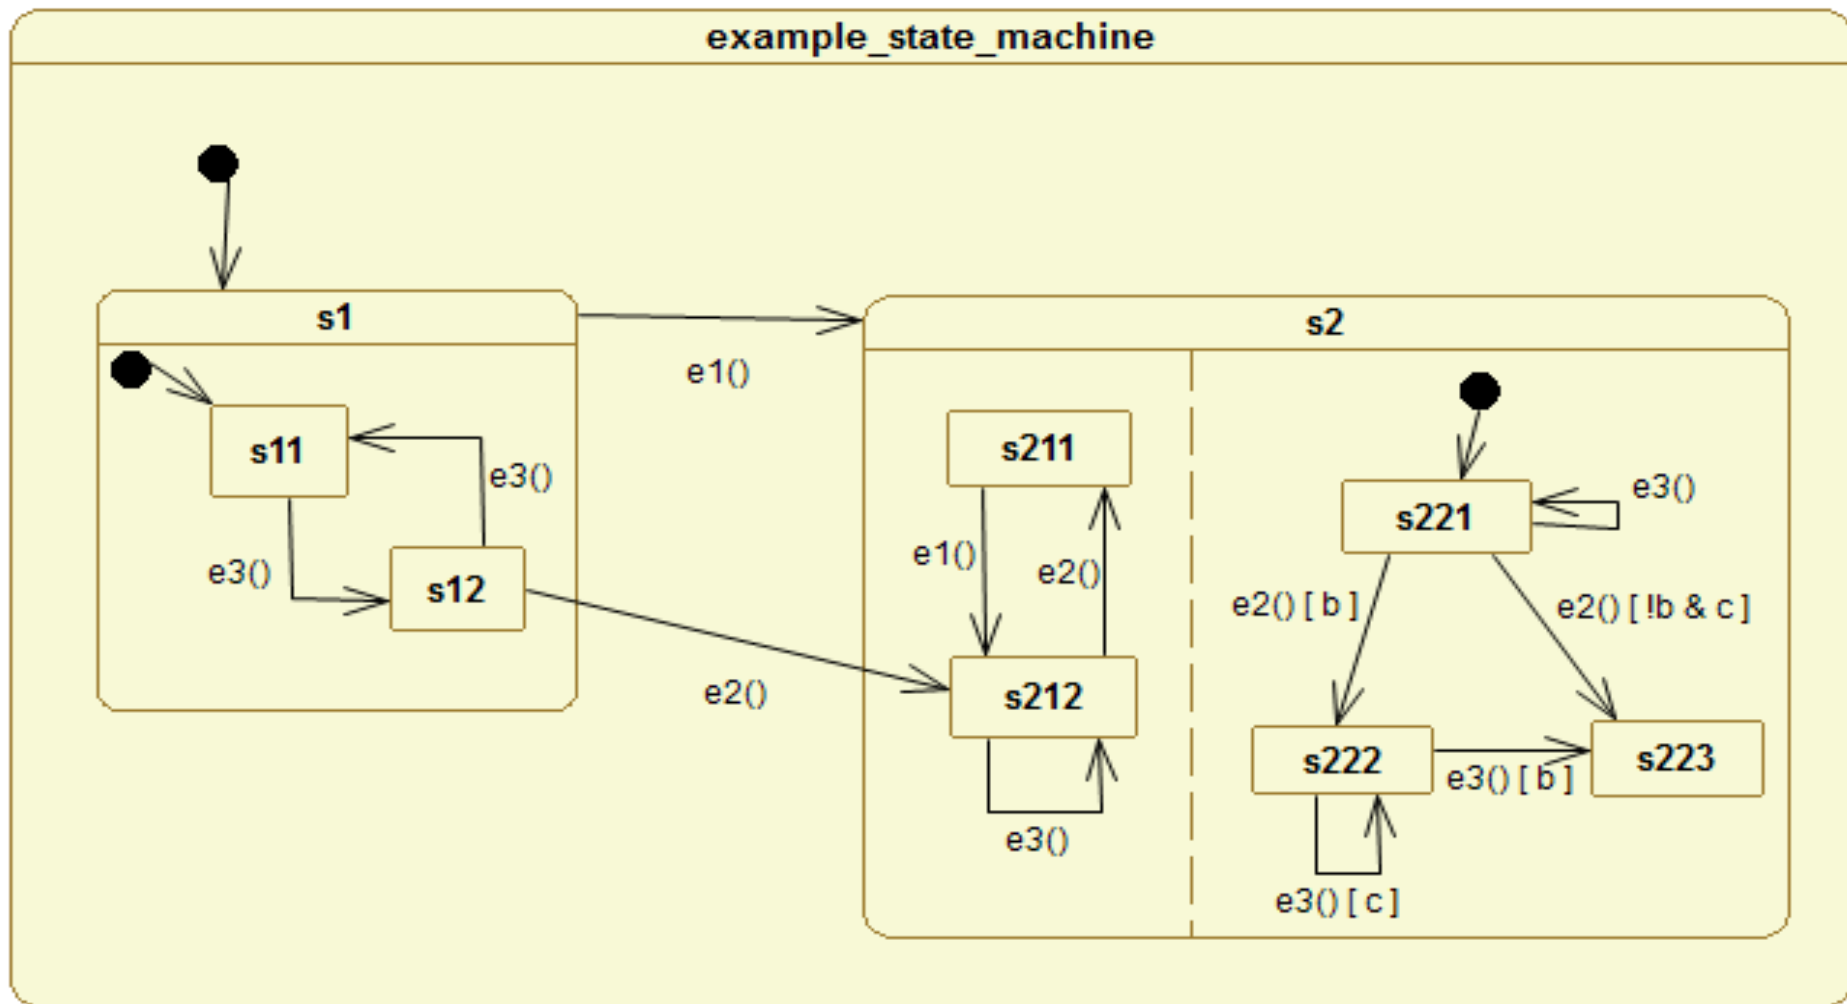 example_state_machine
s1
s2
e1()
s11
s211
e3()
e3()
s221
e1()
e2()
e3()
s12
e2() [ b ]
e2() [ !b & c ]
e2()
s212
s222
s223
e3() [ b ]
e3()
e3() [ c ]